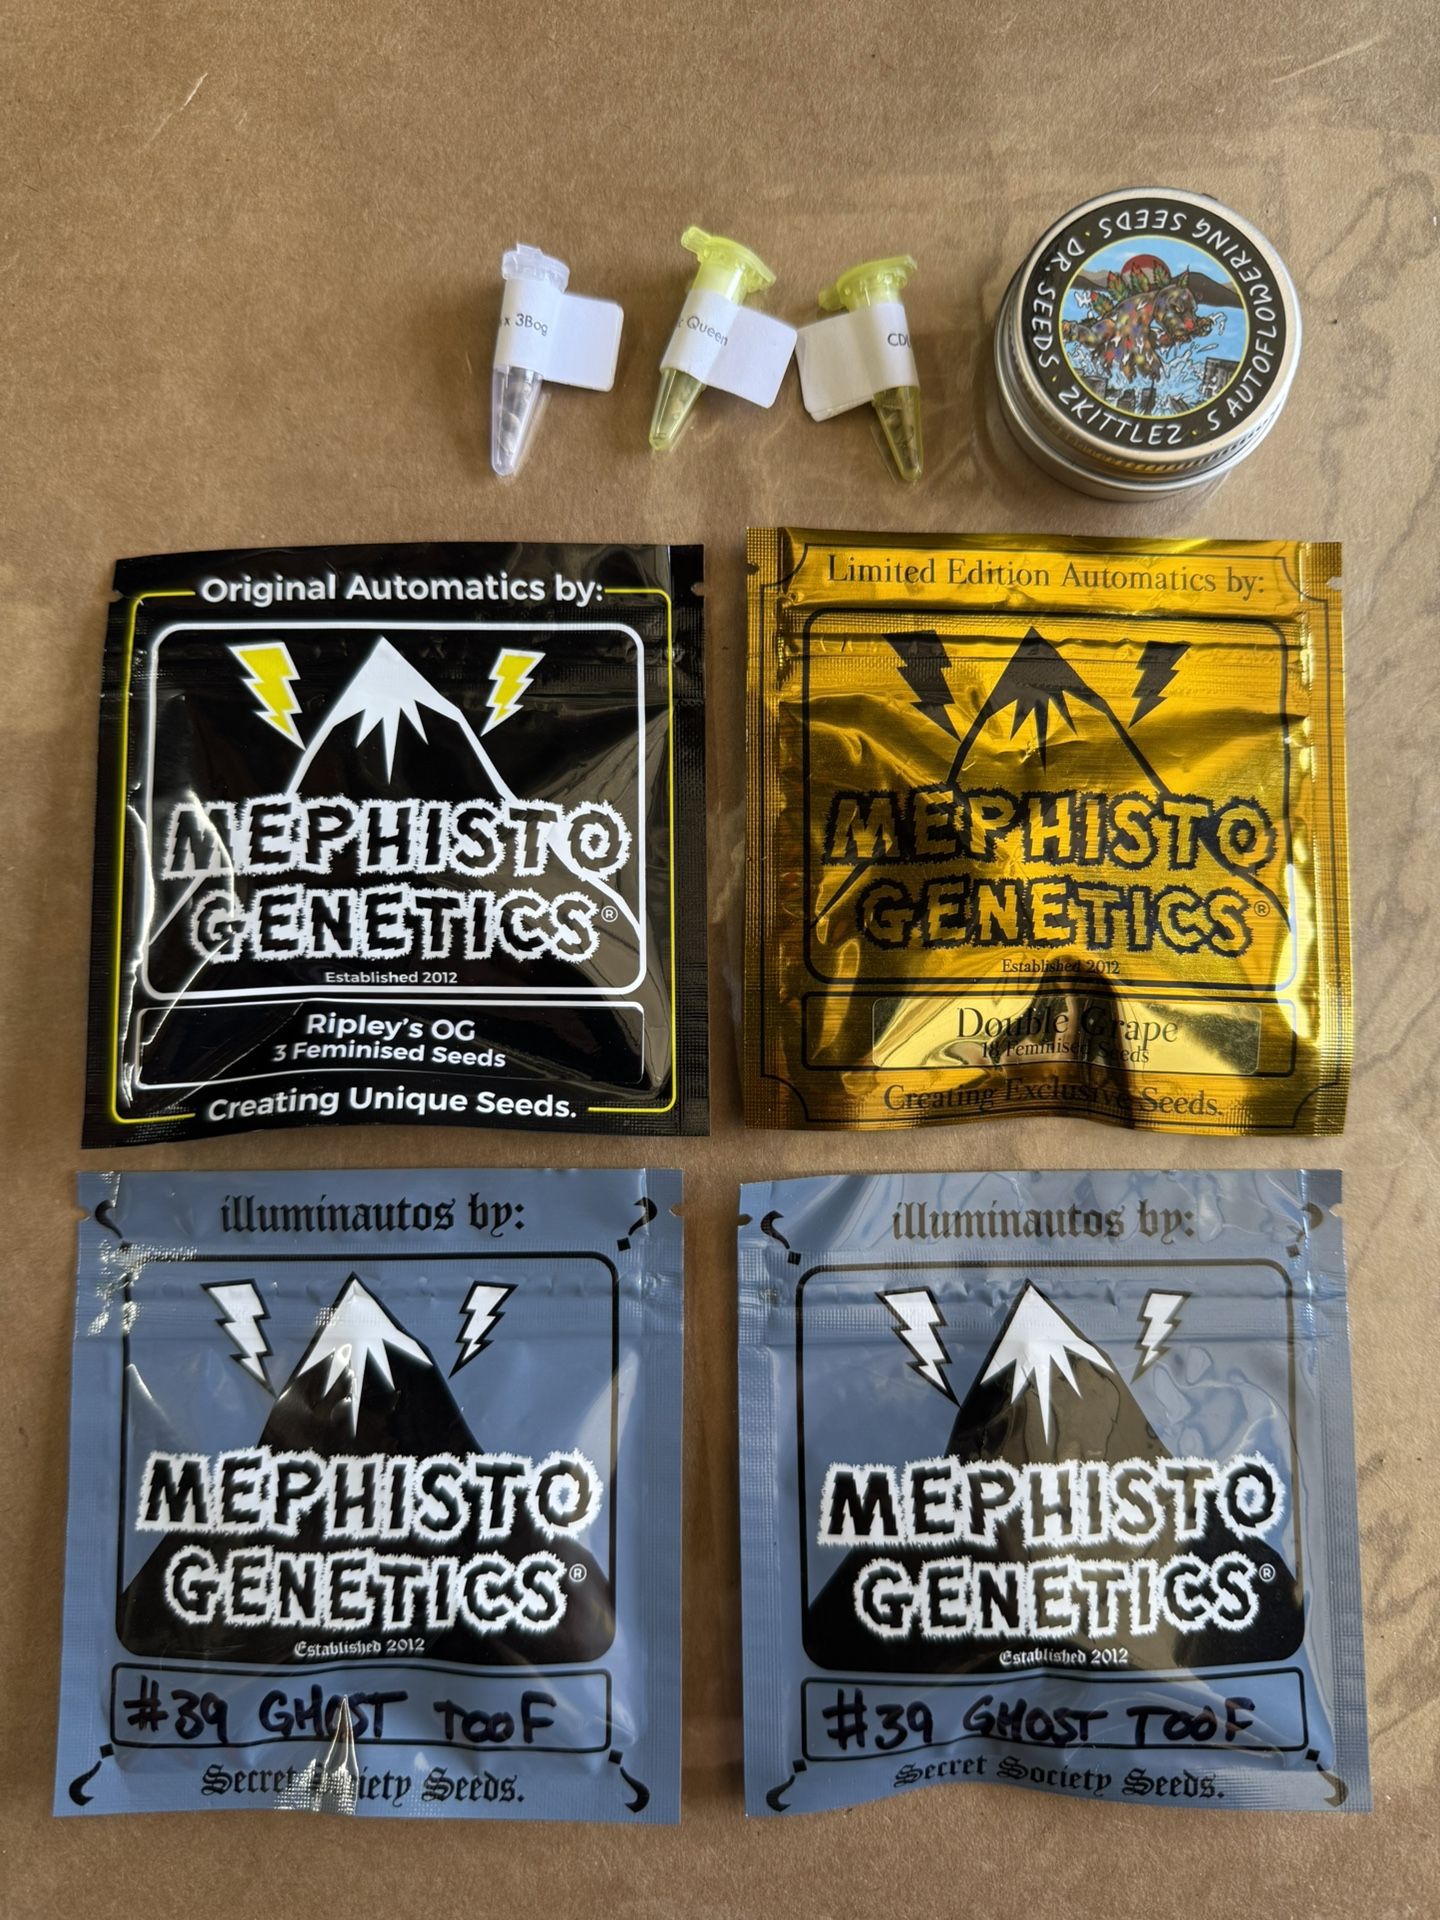 x 3Bog
Queen
CDL
DR. SEEDS · ZKITTLEZ · 5 AUTOFLOWERING SEEDS ·
Original Automatics by:
MEPHISTO
GENETICS®
Established 2012
Ripley's OG
3 Feminised Seeds
Creating Unique Seeds.
Limited Edition Automatics by:
MEPHISTO
GENETICS®
Established 2012
Double Grape
Feminised Seeds
Creating Exclusive Seeds.
illuminautos by:
MEPHISTO
GENETICS®
Established 2012
#39 GHOST TOOF
Secret Society Seeds.
illuminautos by:
MEPHISTO
GENETICS®
Established 2012
#39 GHOST TOOF
Secret Society Seeds.